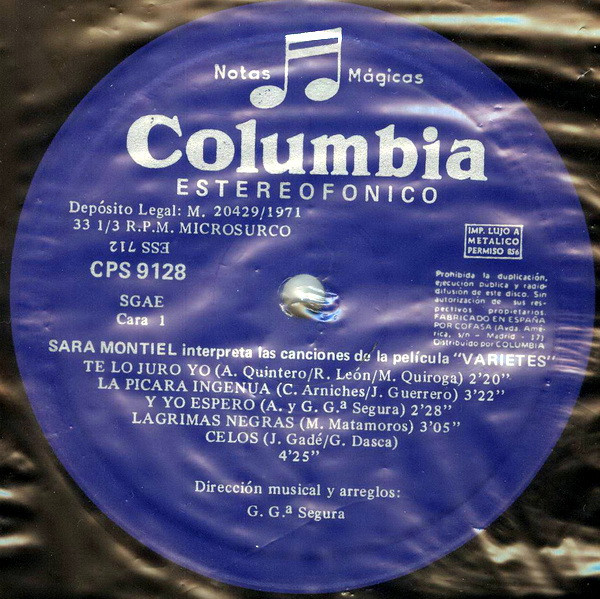 Notas Mágicas
Columbia
ESTEREOFONICO
Depósito Legal: M. 20429/1971
33 1/3 R.P.M. MICROSURCO
ESS 712
CPS 9128
SGAE
Cara 1
IMP. LUJO A
METALICO
PERMISO 856
Prohibida la duplicación,
ejecución publica y radio-
difusión de este disco. Sin
autorización de sus res-
pectivos propietarios.
FABRICADO EN ESPAÑA
POR COFASA (Avda. Amé-
rica, s/n - Madrid - 17)
Distribuido por COLUMBIA
SARA MONTIEL interpreta las canciones de la película "VARIETES"
TE LO JURO YO (A. Quintero/R. León/M. Quiroga) 2'20"
LA PICARA INGENUA (C. Arniches/J. Guerrero) 3'22"
Y YO ESPERO (A. y G. G.ª Segura) 2'28"
LAGRIMAS NEGRAS (M. Matamoros) 3'05"
CELOS (J. Gadé/G. Dasca)
4'25"
Dirección musical y arreglos:
G. G.ª Segura